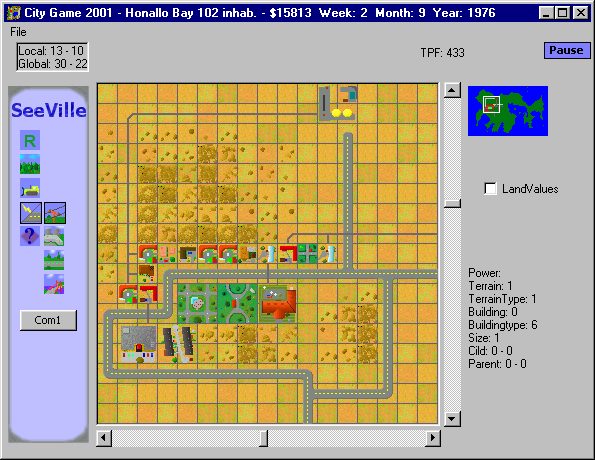 City Game 2001 - Honallo Bay 102 inhab. - $15813 Week: 2 Month: 9 Year: 1976
File
Local: 13 - 10
Global: 30 - 22
TPF: 433
Pause
SeeVille
R
?
LandValues
Power:
Terrain: 1
TerrainType: 1
Building: 0
Buildingtype: 6
Size: 1
Cild: 0 - 0
Parent: 0 - 0
Com1